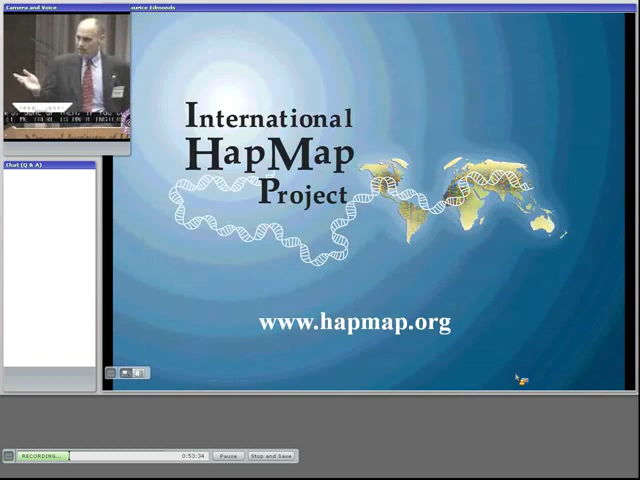 Camera and Voice
urice Edmonds
International
HapMap
Project
Chat (Q & A)
www.hapmap.org
RECORDING...
0:53:34
Pause
Stop and Save